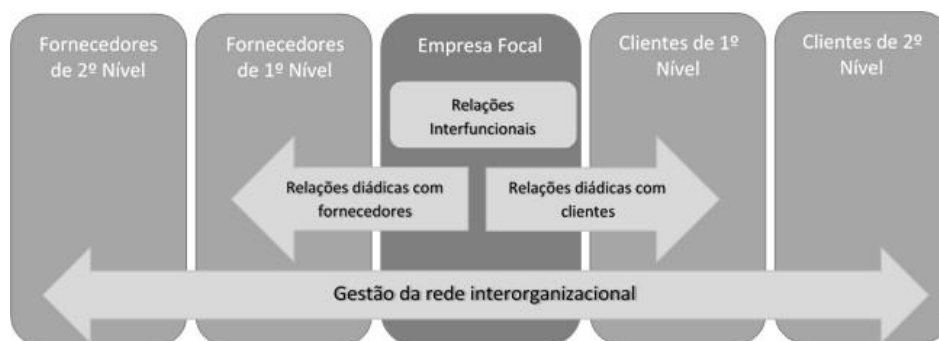 Fornecedores
de 2º Nível
Fornecedores
de 1º Nível
Empresa Focal
Clientes de 1º
Nível
Clientes de 2º
Nível
Relações
Interfuncionais
Relações diádicas com
fornecedores
Relações diádicas com
clientes
Gestão da rede interorganizacional